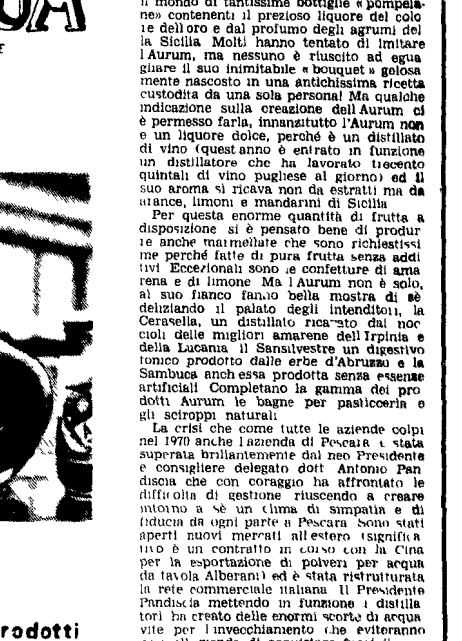 UA
il mondo di tantissime bottiglie « pompeia-
ne» contenenti il prezioso liquore del colo
re dell oro e dal profumo degli agrumi del
la Sicilia Molti hanno tentato di imitare
l Aurum, ma nessuno è riuscito ad egua
gliare il suo inimitabile « bouquet » gelosa
mente nascosto in una antichissima ricetta
custodita da una sola persona! Ma qualche
indicazione sulla creazione dell Aurum ci
è permesso farla, innanzitutto l'Aurum non
e un liquore dolce, perché è un distillato
di vino (quest anno è entrato in funzione
un distillatore che ha lavorato trecento
quintali di vino pugliese al giorno) ed il
suo aroma si ricava non da estratti ma da
arance, limoni e mandarini di Sicilia
Per questa enorme quantità di frutta a
disposizione si è pensato bene di produr
re anche marmellate che sono richiestissi
me perché fatte di pura frutta senza addi
tivi Eccezionali sono le confetture di ama
rena e di limone Ma l Aurum non è solo,
al suo fianco fanno bella mostra di sè
deliziando il palato degli intenditori, la
Cerasella, un distillato ricavato dai noc
cioli delle migliori amarene dell Irpinia e
della Lucania il Sansilvestre un digestivo
tonico prodotto dalle erbe d'Abruzzo e la
Sambuca anch essa prodotta senza essenze
artificiali Completano la gamma dei pro
dotti Aurum le bagne per pasticceria e
gli sciroppi naturali
La crisi che come tutte le aziende colpi
nel 1970 anche l azienda di Pescara è stata
superata brillantemente dal neo Presidente
e consigliere delegato dott Antonio Pan
discia che con coraggio ha affrontato le
difficoltà di gestione riuscendo a creare
intorno a sè un clima di simpatia e di
fiducia da ogni parte a Pescara Sono stati
aperti nuovi mercati all estero (significa
tivo è un contratto in corso con la Cina
per la esportazione di polveri per acqua
da tavola Alberani) ed è stata ristrutturata
la rete commerciale italiana Il Presidente
Pandiscia mettendo in funzione i distilla
tori ha creato delle enormi scorte di acqua
vite per l invecchiamento che eviteranno
rodotti